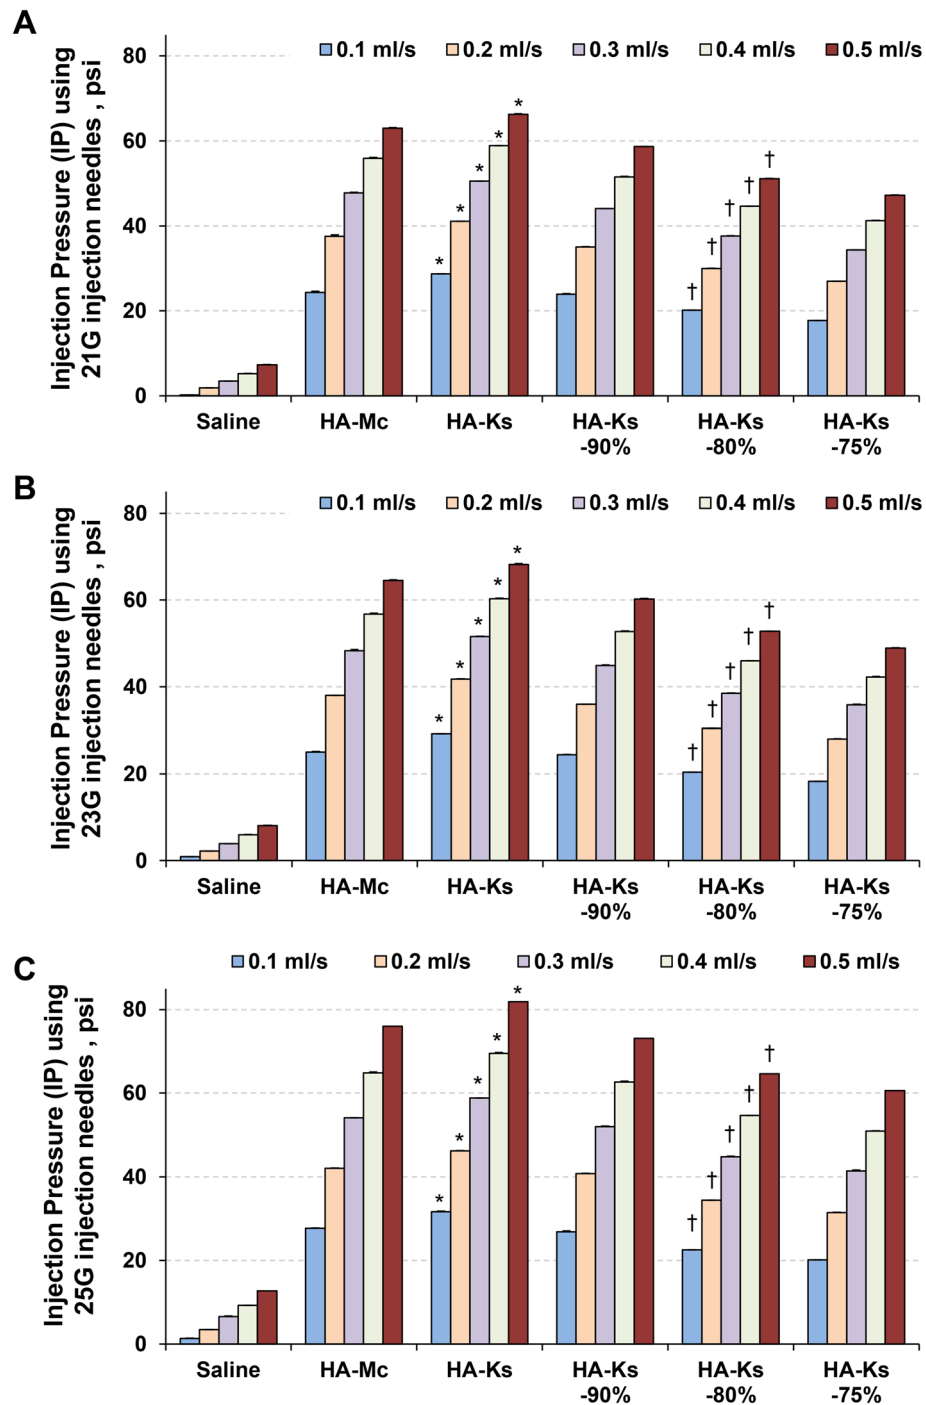 A
0.1 ml/s 0.2 ml/s 0.3 ml/s 0.4 ml/s 0.5 ml/s
Injection Pressure (IP) using
21G injection needles , psi
80
60
40
20
0
* * * * *
† † † † †
Saline HA-Mc HA-Ks HA-Ks HA-Ks HA-Ks
-90% -80% -75%
B
0.1 ml/s 0.2 ml/s 0.3 ml/s 0.4 ml/s 0.5 ml/s
Injection Pressure (IP) using
23G injection needles , psi
80
60
40
20
0
* * * * *
† † † † †
Saline HA-Mc HA-Ks HA-Ks HA-Ks HA-Ks
-90% -80% -75%
C
0.1 ml/s 0.2 ml/s 0.3 ml/s 0.4 ml/s 0.5 ml/s
Injection Pressure (IP) using
25G injection needles , psi
80
60
40
20
0
* * * * *
† † † † †
Saline HA-Mc HA-Ks HA-Ks HA-Ks HA-Ks
-90% -80% -75%